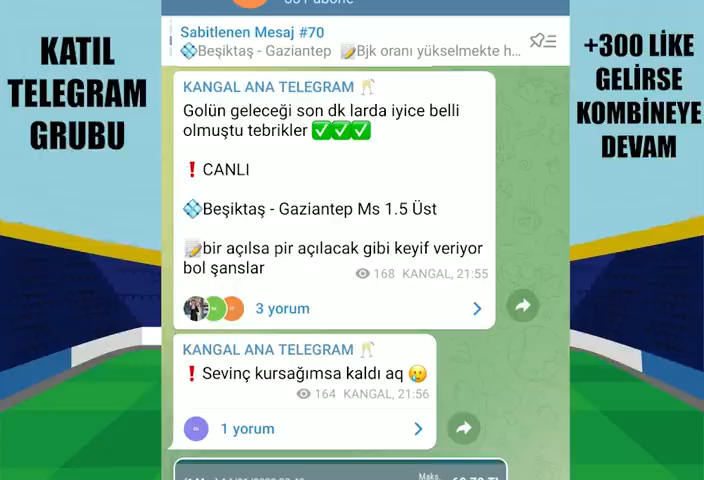 KATIL
TELEGRAM
GRUBU
Sabitlenen Mesaj #70
Beşiktaş - Gaziantep 📝Bjk oranı yükselmekte h...
KANGAL ANA TELEGRAM 🥂
Golün geleceği son dk larda iyice belli
olmuştu tebrikler ✅✅✅
❗ CANLI
💠Beşiktaş - Gaziantep Ms 1.5 Üst
📝bir açılsa pir açılacak gibi keyif veriyor
bol şanslar
168 KANGAL, 21:55
3 yorum
KANGAL ANA TELEGRAM 🥂
❗ Sevinç kursağımsa kaldı aq 🥲
164 KANGAL, 21:56
1 yorum
Maks.
+300 LİKE
GELİRSE
KOMBİNEYE
DEVAM